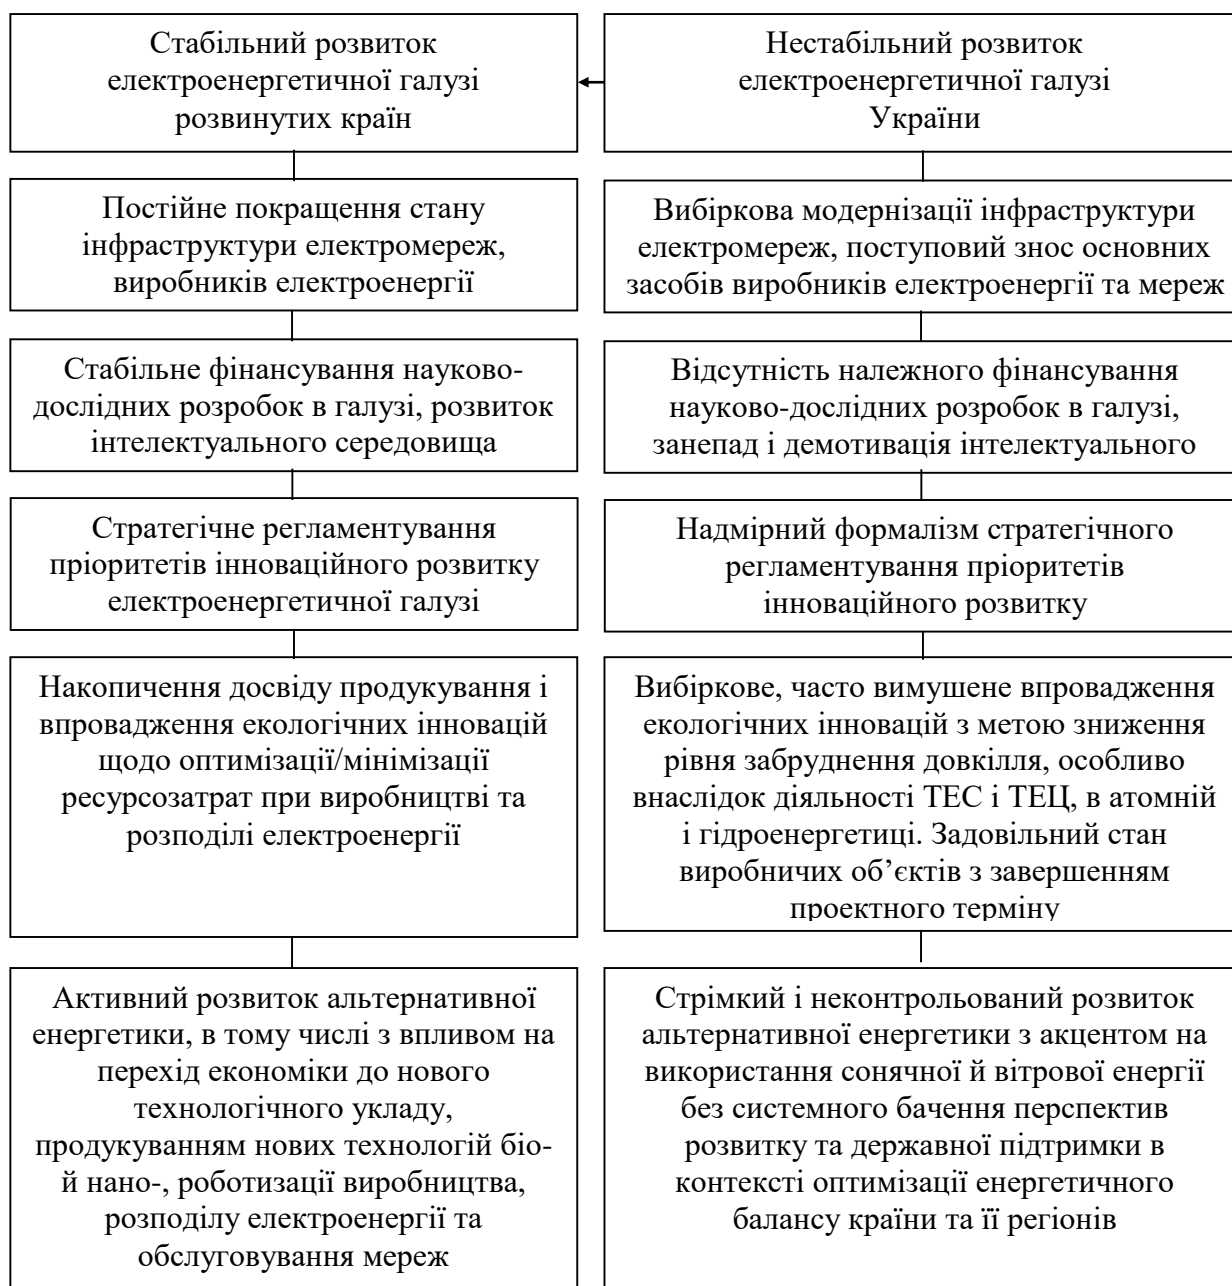 Стабільний розвиток
електроенергетичної галузі
розвинутих країн
Нестабільний розвиток
електроенергетичної галузі
України
Постійне покращення стану
інфраструктури електромереж,
виробників електроенергії
Вибіркова модернізації інфраструктури
електромереж, поступовий знос основних
засобів виробників електроенергії та мереж
Стабільне фінансування науково-
дослідних розробок в галузі, розвиток
інтелектуального середовища
Відсутність належного фінансування
науково-дослідних розробок в галузі,
занепад і демотивація інтелектуального
Стратегічне регламентування
пріоритетів інноваційного розвитку
електроенергетичної галузі
Надмірний формалізм стратегічного
регламентування пріоритетів
інноваційного розвитку
Накопичення досвіду продукування і
впровадження екологічних інновацій
щодо оптимізації/мінімізації
ресурсозатрат при виробництві та
розподілі електроенергії
Вибіркове, часто вимушене впровадження
екологічних інновацій з метою зниження
рівня забруднення довкілля, особливо
внаслідок діяльності ТЕС і ТЕЦ, в атомній
і гідроенергетиці. Задовільний стан
виробничих об’єктів з завершенням
проектного терміну
Активний розвиток альтернативної
енергетики, в тому числі з впливом на
перехід економіки до нового
технологічного укладу,
продукуванням нових технологій біо-
й нано-, роботизації виробництва,
розподілу електроенергії та
обслуговування мереж
Стрімкий і неконтрольований розвиток
альтернативної енергетики з акцентом на
використання сонячної й вітрової енергії
без системного бачення перспектив
розвитку та державної підтримки в
контексті оптимізації енергетичного
балансу країни та її регіонів